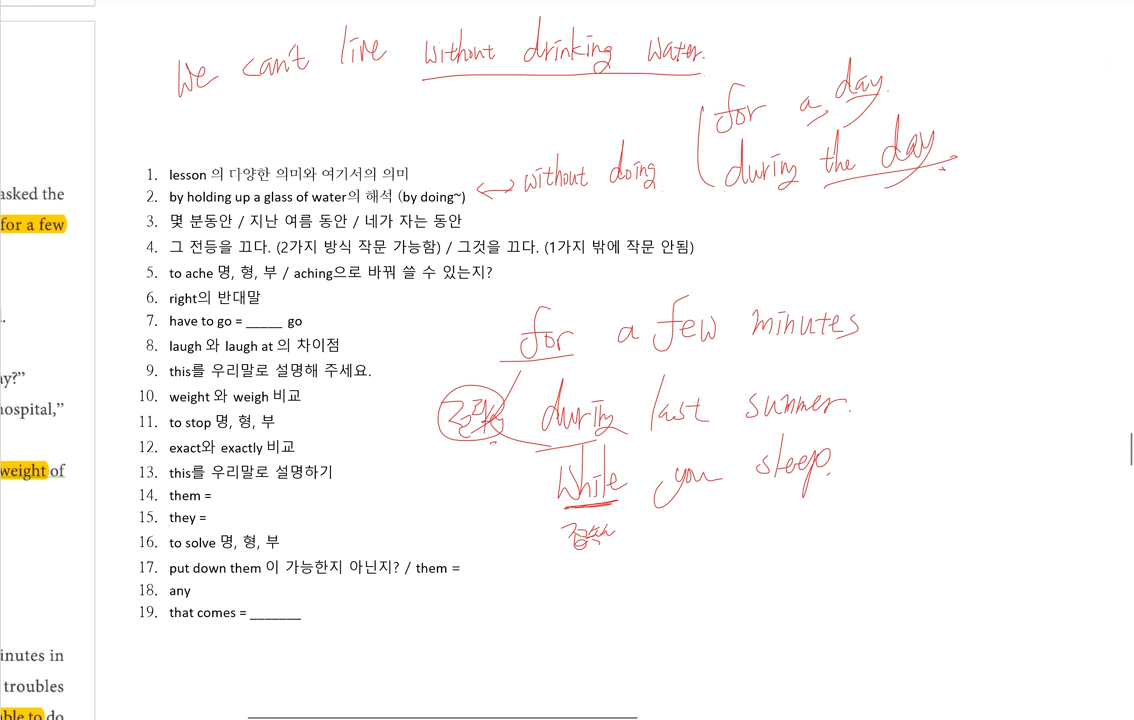 We can't live without drinking water.
for a day.
during the day.
without doing
asked the
for a few
ay?"
hospital,"
weight of
inutes in
troubles
able to do
1. lesson 의 다양한 의미와 여기서의 의미
2. by holding up a glass of water의 해석 (by doing~)
3. 몇 분동안 / 지난 여름 동안 / 네가 자는 동안
4. 그 전등을 끄다. (2가지 방식 작문 가능함) / 그것을 끄다. (1가지 밖에 작문 안됨)
5. to ache 명, 형, 부 / aching으로 바꿔 쓸 수 있는지?
6. right의 반대말
7. have to go = _____ go
8. laugh 와 laugh at 의 차이점
9. this를 우리말로 설명해 주세요.
10. weight 와 weigh 비교
11. to stop 명, 형, 부
12. exact와 exactly 비교
13. this를 우리말로 설명하기
14. them =
15. they =
16. to solve 명, 형, 부
17. put down them 이 가능한지 아닌지? / them =
18. any
19. that comes = _______
for a few minutes
during last summer.
while you sleep.